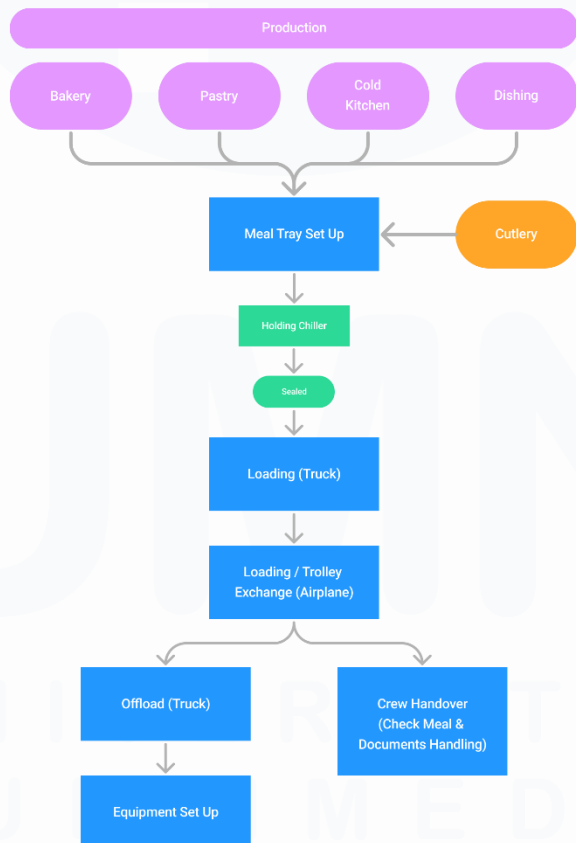 Production
Bakery
Pastry
Cold
Kitchen
Dishing
Meal Tray Set Up
Cutlery
Holding Chiller
Sealed
Loading (Truck)
Loading / Trolley
Exchange (Airplane)
Offload (Truck)
Crew Handover
(Check Meal &
Documents Handling)
Equipment Set Up